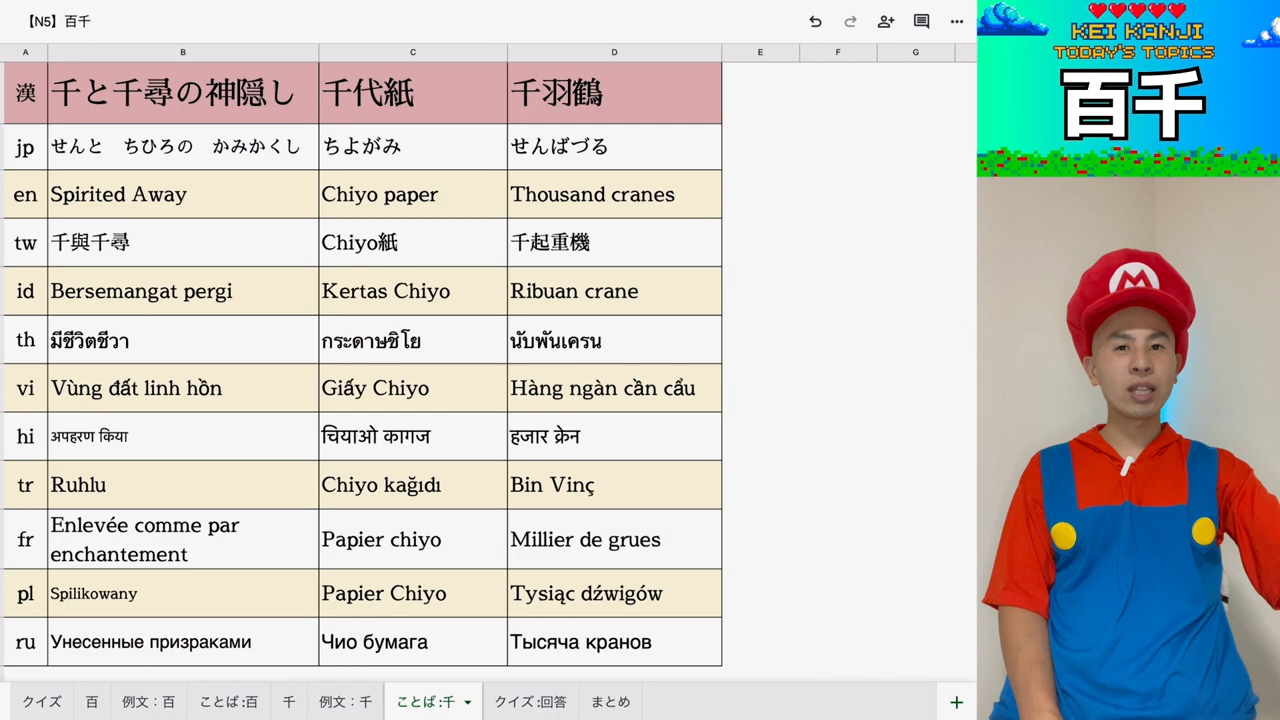 【N5】百千
A B C D E F G
漢 千と千尋の神隠し 千代紙 千羽鶴
jp せんと　ちひろの　かみかくし ちよがみ せんばづる
en Spirited Away Chiyo paper Thousand cranes
tw 千與千尋 Chiyo紙 千起重機
id Bersemangat pergi Kertas Chiyo Ribuan crane
th มีชีวิตชีวา กระดาษชิโย นับพันเครน
vi Vùng đất linh hồn Giấy Chiyo Hàng ngàn cần cẩu
hi अपहरण किया चियाओ कागज हजार क्रेन
tr Ruhlu Chiyo kağıdı Bin Vinç
fr Enlevée comme par enchantement Papier chiyo Millier de grues
pl Spilikowany Papier Chiyo Tysiąc dźwigów
ru Унесенные призраками Чио бумага Тысяча кранов
クイズ 百 例文：百 ことば:百 千 例文：千 ことば:千 クイズ:回答 まとめ
KEI KANJI
TODAY'S TOPICS
百千
M